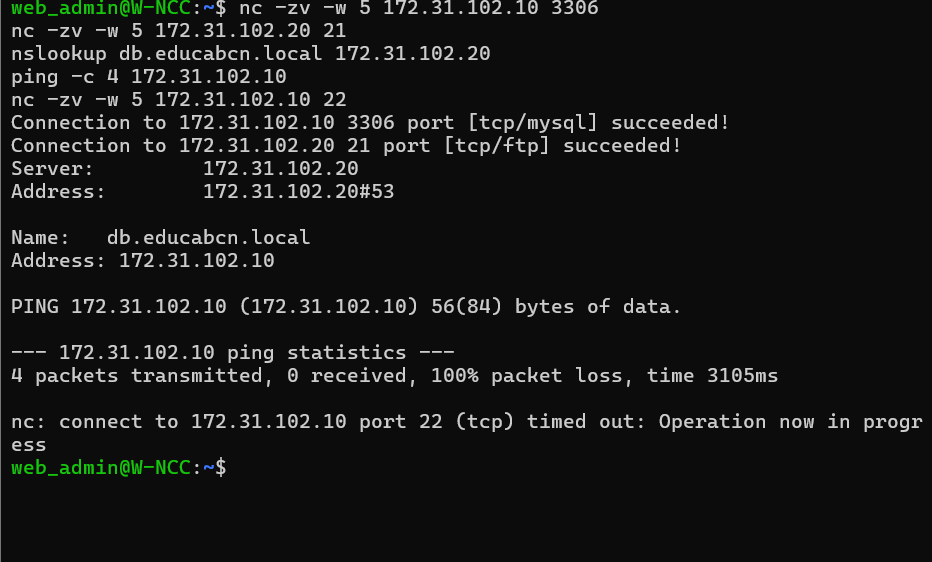 web_admin@W-NCC:~$ nc -zv -w 5 172.31.102.10 3306
nc -zv -w 5 172.31.102.20 21
nslookup db.educabcn.local 172.31.102.20
ping -c 4 172.31.102.10
nc -zv -w 5 172.31.102.10 22
Connection to 172.31.102.10 3306 port [tcp/mysql] succeeded!
Connection to 172.31.102.20 21 port [tcp/ftp] succeeded!
Server:         172.31.102.20
Address:        172.31.102.20#53
Name:   db.educabcn.local
Address: 172.31.102.10
PING 172.31.102.10 (172.31.102.10) 56(84) bytes of data.
--- 172.31.102.10 ping statistics ---
4 packets transmitted, 0 received, 100% packet loss, time 3105ms
nc: connect to 172.31.102.10 port 22 (tcp) timed out: Operation now in progr
ess
web_admin@W-NCC:~$